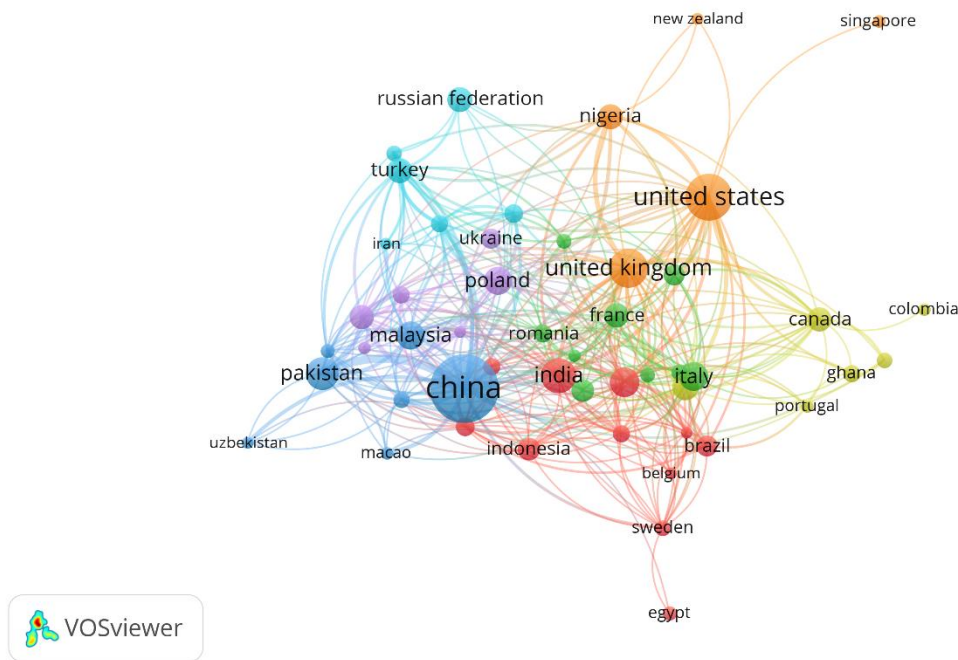 new zealand
singapore
russian federation
nigeria
turkey
united states
iran
ukraine
united kingdom
poland
colombia
france
canada
malaysia
romania
pakistan
china
india
italy
ghana
portugal
uzbekistan
macao
indonesia
brazil
belgium
sweden
egypt
VOSviewer